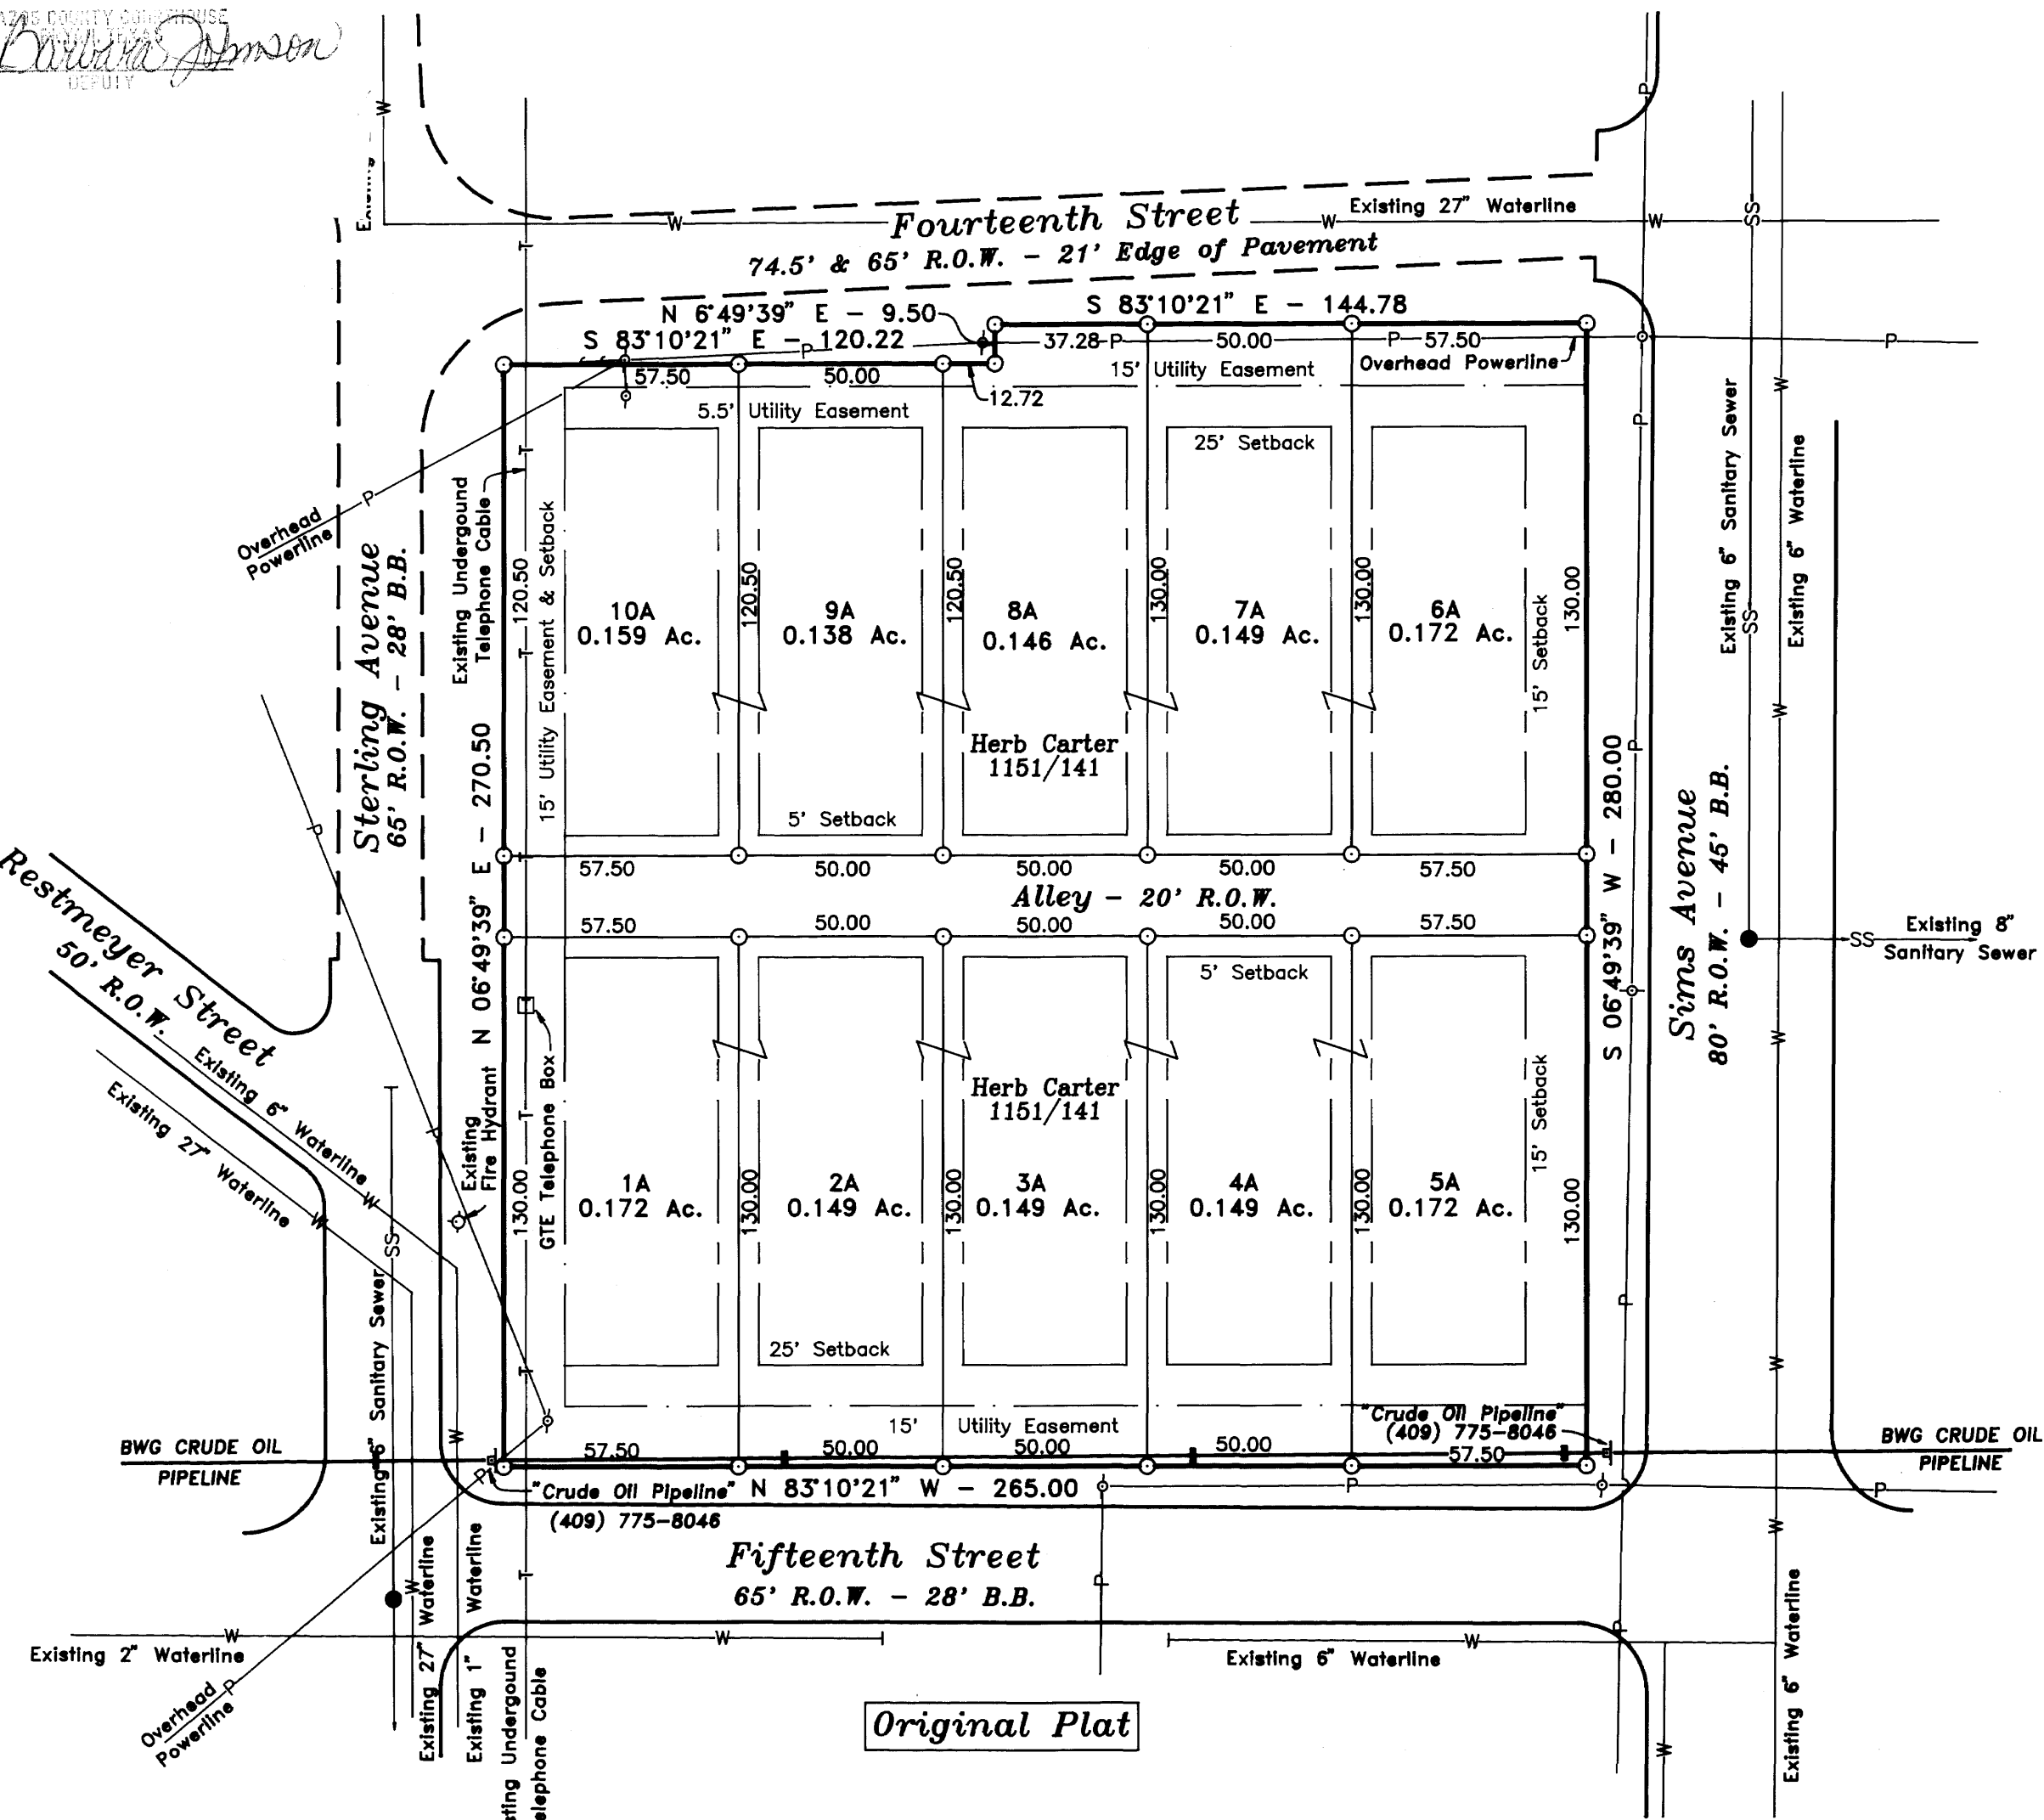 COUNTY COURTHOUSE
Barbara Johnson
DEPUTY
Fourteenth Street
Existing 27" Waterline
74.5' & 65' R.O.W. - 21' Edge of Pavement
N 6°49'39" E - 9.50
S 83°10'21" E - 144.78
S 83°10'21" E - 120.22
37.28
50.00
57.50
57.50
50.00
12.72
15' Utility Easement
Overhead Powerline
5.5' Utility Easement
25' Setback
Overhead
Powerline
Sterling Avenue
65' R.O.W. - 28' B.B.
Existing Undergound
Telephone Cable
120.50
15' Utility Easement & Setback
10A
0.159 Ac.
120.50
9A
0.138 Ac.
120.50
8A
0.146 Ac.
130.00
7A
0.149 Ac.
130.00
6A
0.172 Ac.
15' Setback
130.00
Herb Carter
1151/141
5' Setback
57.50
50.00
50.00
50.00
57.50
Alley - 20' R.O.W.
57.50
50.00
50.00
50.00
57.50
N 06°49'39" E - 270.50
S 06°49'39" W - 280.00
Sims Avenue
80' R.O.W. - 45' B.B.
Existing 6" Sanitary Sewer
Existing 6" Waterline
Existing 8"
Sanitary Sewer
Restmeyer Street
50' R.O.W.
Existing 6" Waterline
Existing 27" Waterline
Existing
Fire Hydrant
GTE Telephone Box
5' Setback
Herb Carter
1151/141
130.00
1A
0.172 Ac.
130.00
2A
0.149 Ac.
130.00
3A
0.149 Ac.
130.00
4A
0.149 Ac.
130.00
5A
0.172 Ac.
15' Setback
130.00
25' Setback
15' Utility Easement
"Crude Oil Pipeline"
(409) 775-8046
57.50
50.00
50.00
50.00
57.50
BWG CRUDE OIL
PIPELINE
BWG CRUDE OIL
PIPELINE
"Crude Oil Pipeline"
(409) 775-8046
N 83°10'21" W - 265.00
Fifteenth Street
65' R.O.W. - 28' B.B.
Existing 6" Sanitary Sewer
Existing 2" Waterline
Existing 27" Waterline
Existing 1" Waterline
Existing 6" Waterline
Existing 6" Waterline
Overhead
Powerline
Original Plat